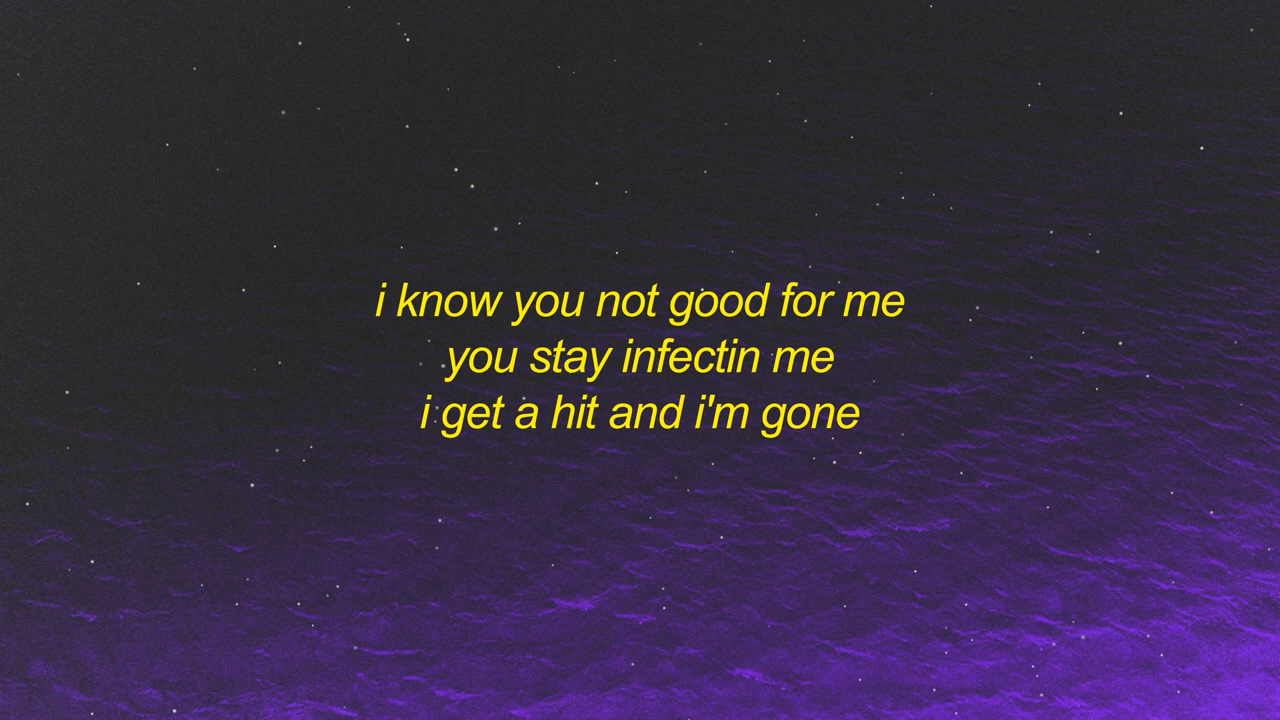 i know you not good for me
you stay infectin me
i get a hit and i'm gone